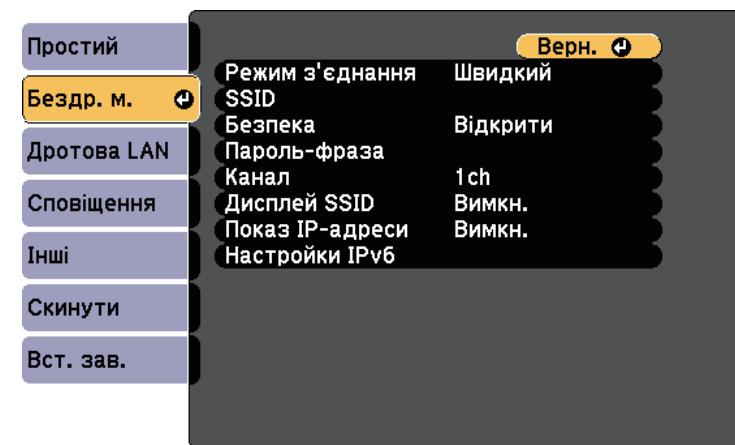 Простий
Бездр. м.
Дротова LAN
Сповіщення
Інші
Скинути
Вст. зав.
Верн.
Режим з'єднання Швидкий
SSID
Безпека Відкрити
Пароль-фраза
Канал 1ch
Дисплей SSID Вимкн.
Показ IP-адреси Вимкн.
Настройки IPv6